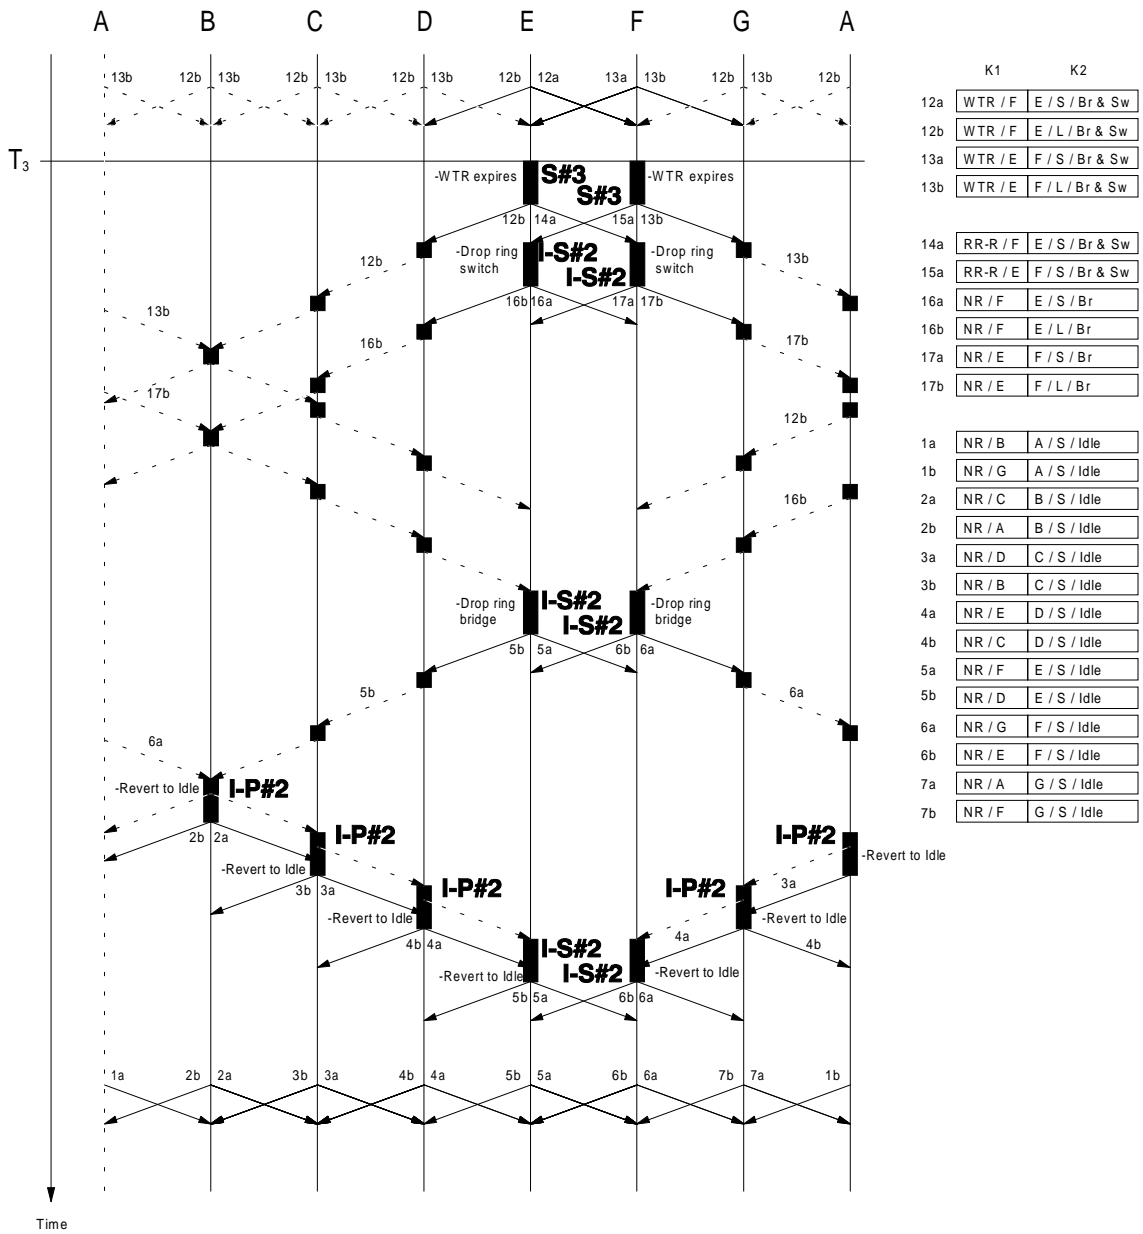 A B C D E F G A
K1 K2
13b 12b 13b 12b 13b 12b 13b 12b 12a 13a 13b 12b 13b 12b
12a WTR / F E / S / Br & Sw
12b WTR / F E / L / Br & Sw
13a WTR / E F / S / Br & Sw
13b WTR / E F / L / Br & Sw
T3
-WTR expires S#3 -WTR expires
S#3
12b 14a 15a 13b
14a RR-R / F E / S / Br & Sw
-Drop ring switch I-S#2 -Drop ring switch
I-S#2
12b 13b
15a RR-R / E F / S / Br & Sw
16b 16a 17a 17b
16a NR / F E / S / Br
13b
16b NR / F E / L / Br
16b 17b
17a NR / E F / S / Br
17b NR / E F / L / Br
17b
12b
1a NR / B A / S / Idle
1b NR / G A / S / Idle
16b
2a NR / C B / S / Idle
2b NR / A B / S / Idle
3a NR / D C / S / Idle
3b NR / B C / S / Idle
-Drop ring bridge I-S#2 -Drop ring bridge
I-S#2
4a NR / E D / S / Idle
4b NR / C D / S / Idle
5b 5a 6b 6a
5a NR / F E / S / Idle
5b 6a
5b NR / D E / S / Idle
6a NR / G F / S / Idle
6a
6b NR / E F / S / Idle
7a NR / A G / S / Idle
-Revert to Idle I-P#2
7b NR / F G / S / Idle
2b 2a
I-P#2 I-P#2
-Revert to Idle
-Revert to Idle
3b 3a
I-P#2 I-P#2
3a
-Revert to Idle -Revert to Idle
4b 4a 4a 4b
I-S#2
-Revert to Idle I-S#2 -Revert to Idle
5b 5a 6b 6a
1a 2b 2a 3b 3a 4b 4a 5b 5a 6b 6a 7b 7a 1b
Time